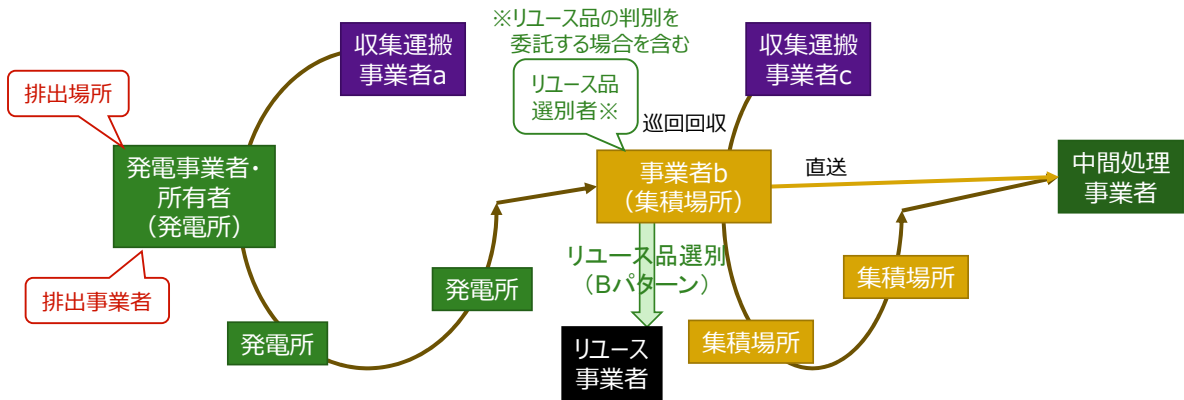 ※リユース品の判別を
委託する場合を含む
収集運搬
事業者a
収集運搬
事業者c
排出場所
リユース品
選別者※
巡回回収
発電事業者・
所有者
（発電所）
事業者b
（集積場所）
直送
中間処理
事業者
排出事業者
発電所
発電所
リユース品選別
（Bパターン）
集積場所
集積場所
リユース
事業者